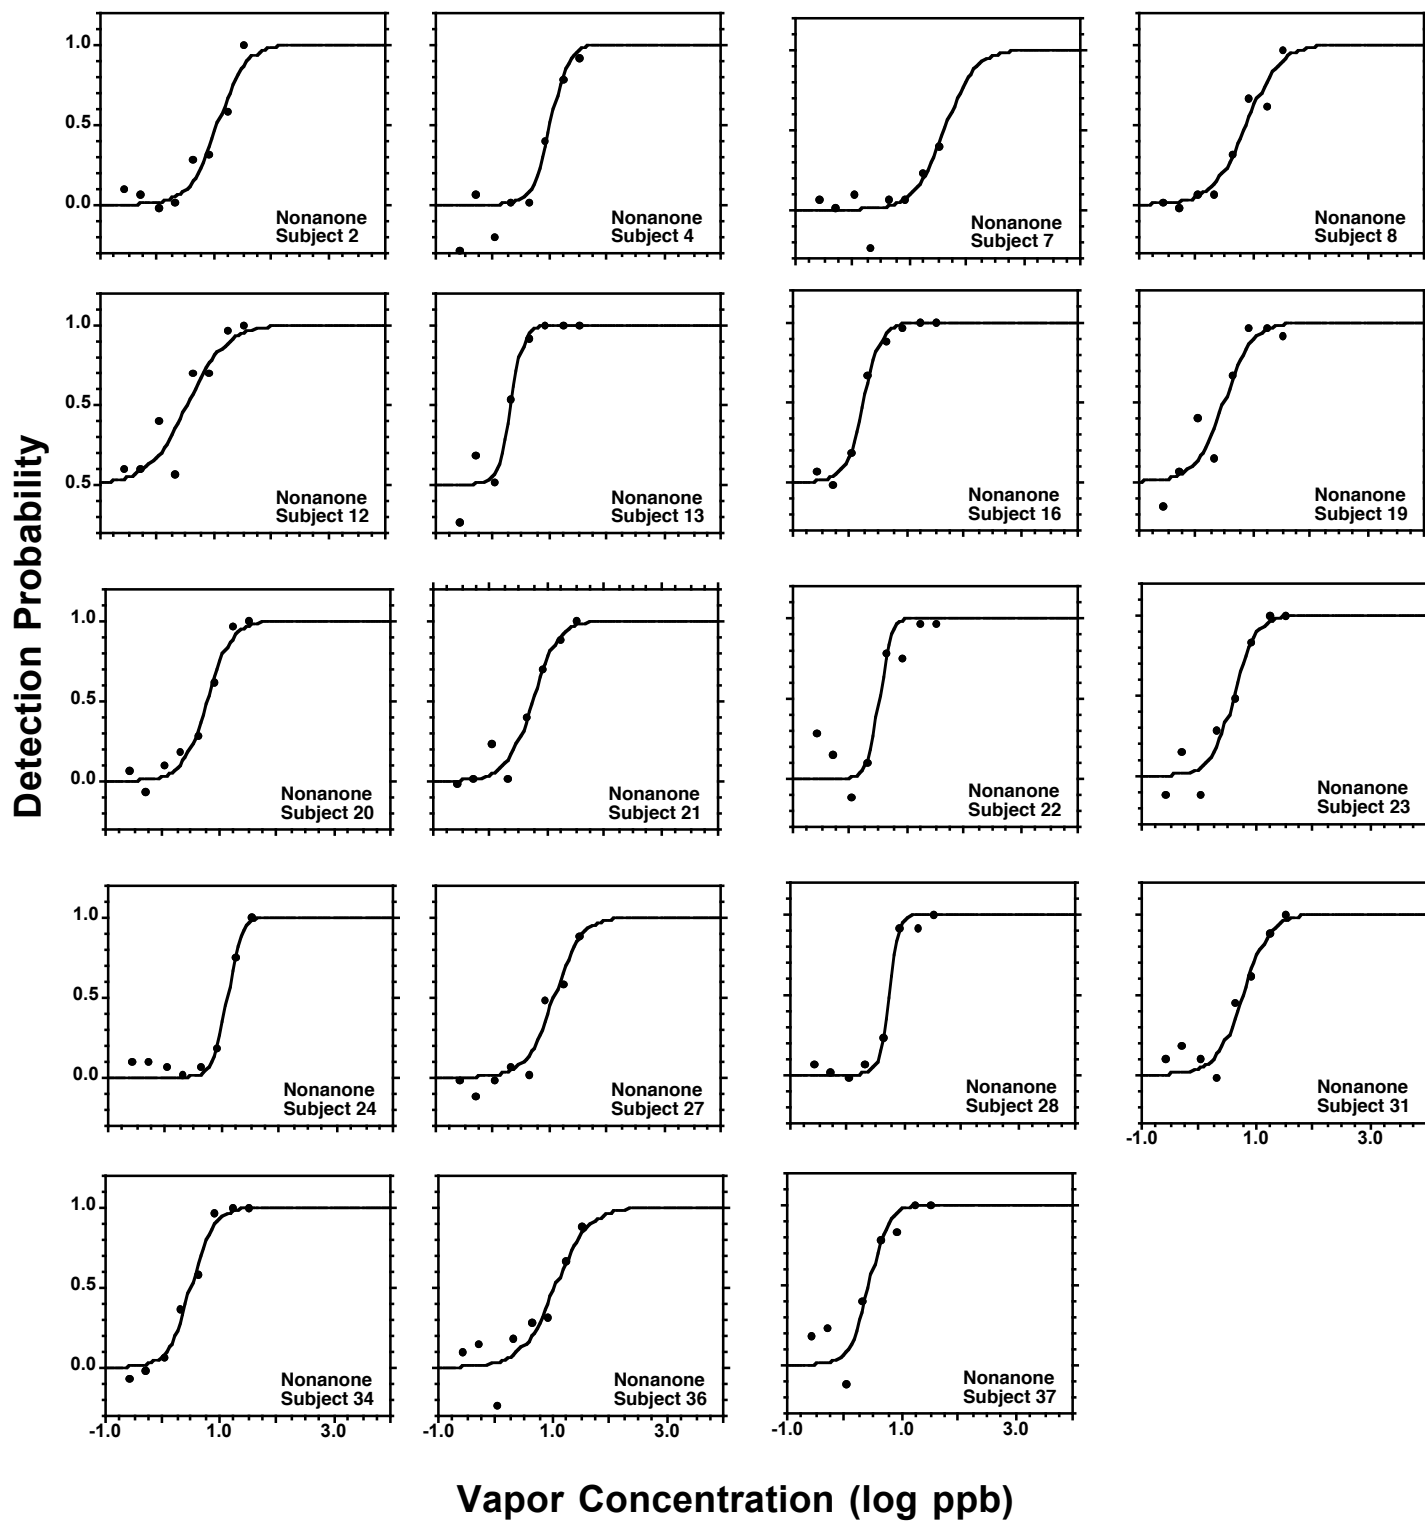 Detection Probability
1.0
0.5
0.0
Nonanone
Subject 2
Nonanone
Subject 4
Nonanone
Subject 7
Nonanone
Subject 8
1.0
0.5
0.5
Nonanone
Subject 12
Nonanone
Subject 13
Nonanone
Subject 16
Nonanone
Subject 19
1.0
0.5
0.0
Nonanone
Subject 20
Nonanone
Subject 21
Nonanone
Subject 22
Nonanone
Subject 23
1.0
0.5
0.0
Nonanone
Subject 24
Nonanone
Subject 27
Nonanone
Subject 28
Nonanone
Subject 31
-1.0 1.0 3.0
1.0
0.5
0.0
Nonanone
Subject 34
Nonanone
Subject 36
Nonanone
Subject 37
-1.0 1.0 3.0
-1.0 1.0 3.0
-1.0 1.0 3.0
Vapor Concentration (log ppb)